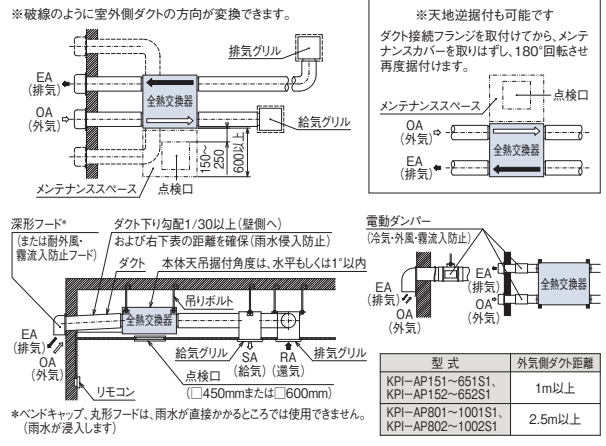 ※破線のように室外側ダクトの方向が変換できます。
排気グリル
EA
(排気)
全熱交換器
OA
(外気)
給気グリル
150~
250
600以上
メンテナンススペース
点検口
※天地逆据付も可能です
ダクト接続フランジを取付けてから、メンテ
ナンスカバーを取りはずし、180°回転させ
再度据付けます。
メンテナンススペース
点検口
OA
(外気)
全熱交換器
EA
(排気)
深形フード*
(または耐外風・
霧流入防止フード)
ダクト下り勾配1/30以上(壁側へ)
および右下表の距離を確保(雨水侵入防止)
ダクト
本体天吊据付角度は、水平もしくは1°以内
吊りボルト
全熱交換器
EA
(排気)
OA
(外気)
給気グリル
SA
(給気)
RA
(還気)
排気グリル
点検口
(□450mmまたは□600mm)
リモコン
*ベンドキャップ、丸形フードは、雨水が直接かかるところでは使用できません。
(雨水が浸入します)
電動ダンパー
(冷気・外風・霧流入防止)
EA
(排気)
OA
(外気)
EA
(排気)
OA
(外気)
全熱交換器
型式 外気側ダクト距離
KPI-AP151~651S1、
KPI-AP152~652S1
1m以上
KPI-AP801~1001S1、
KPI-AP802~1002S1
2.5m以上